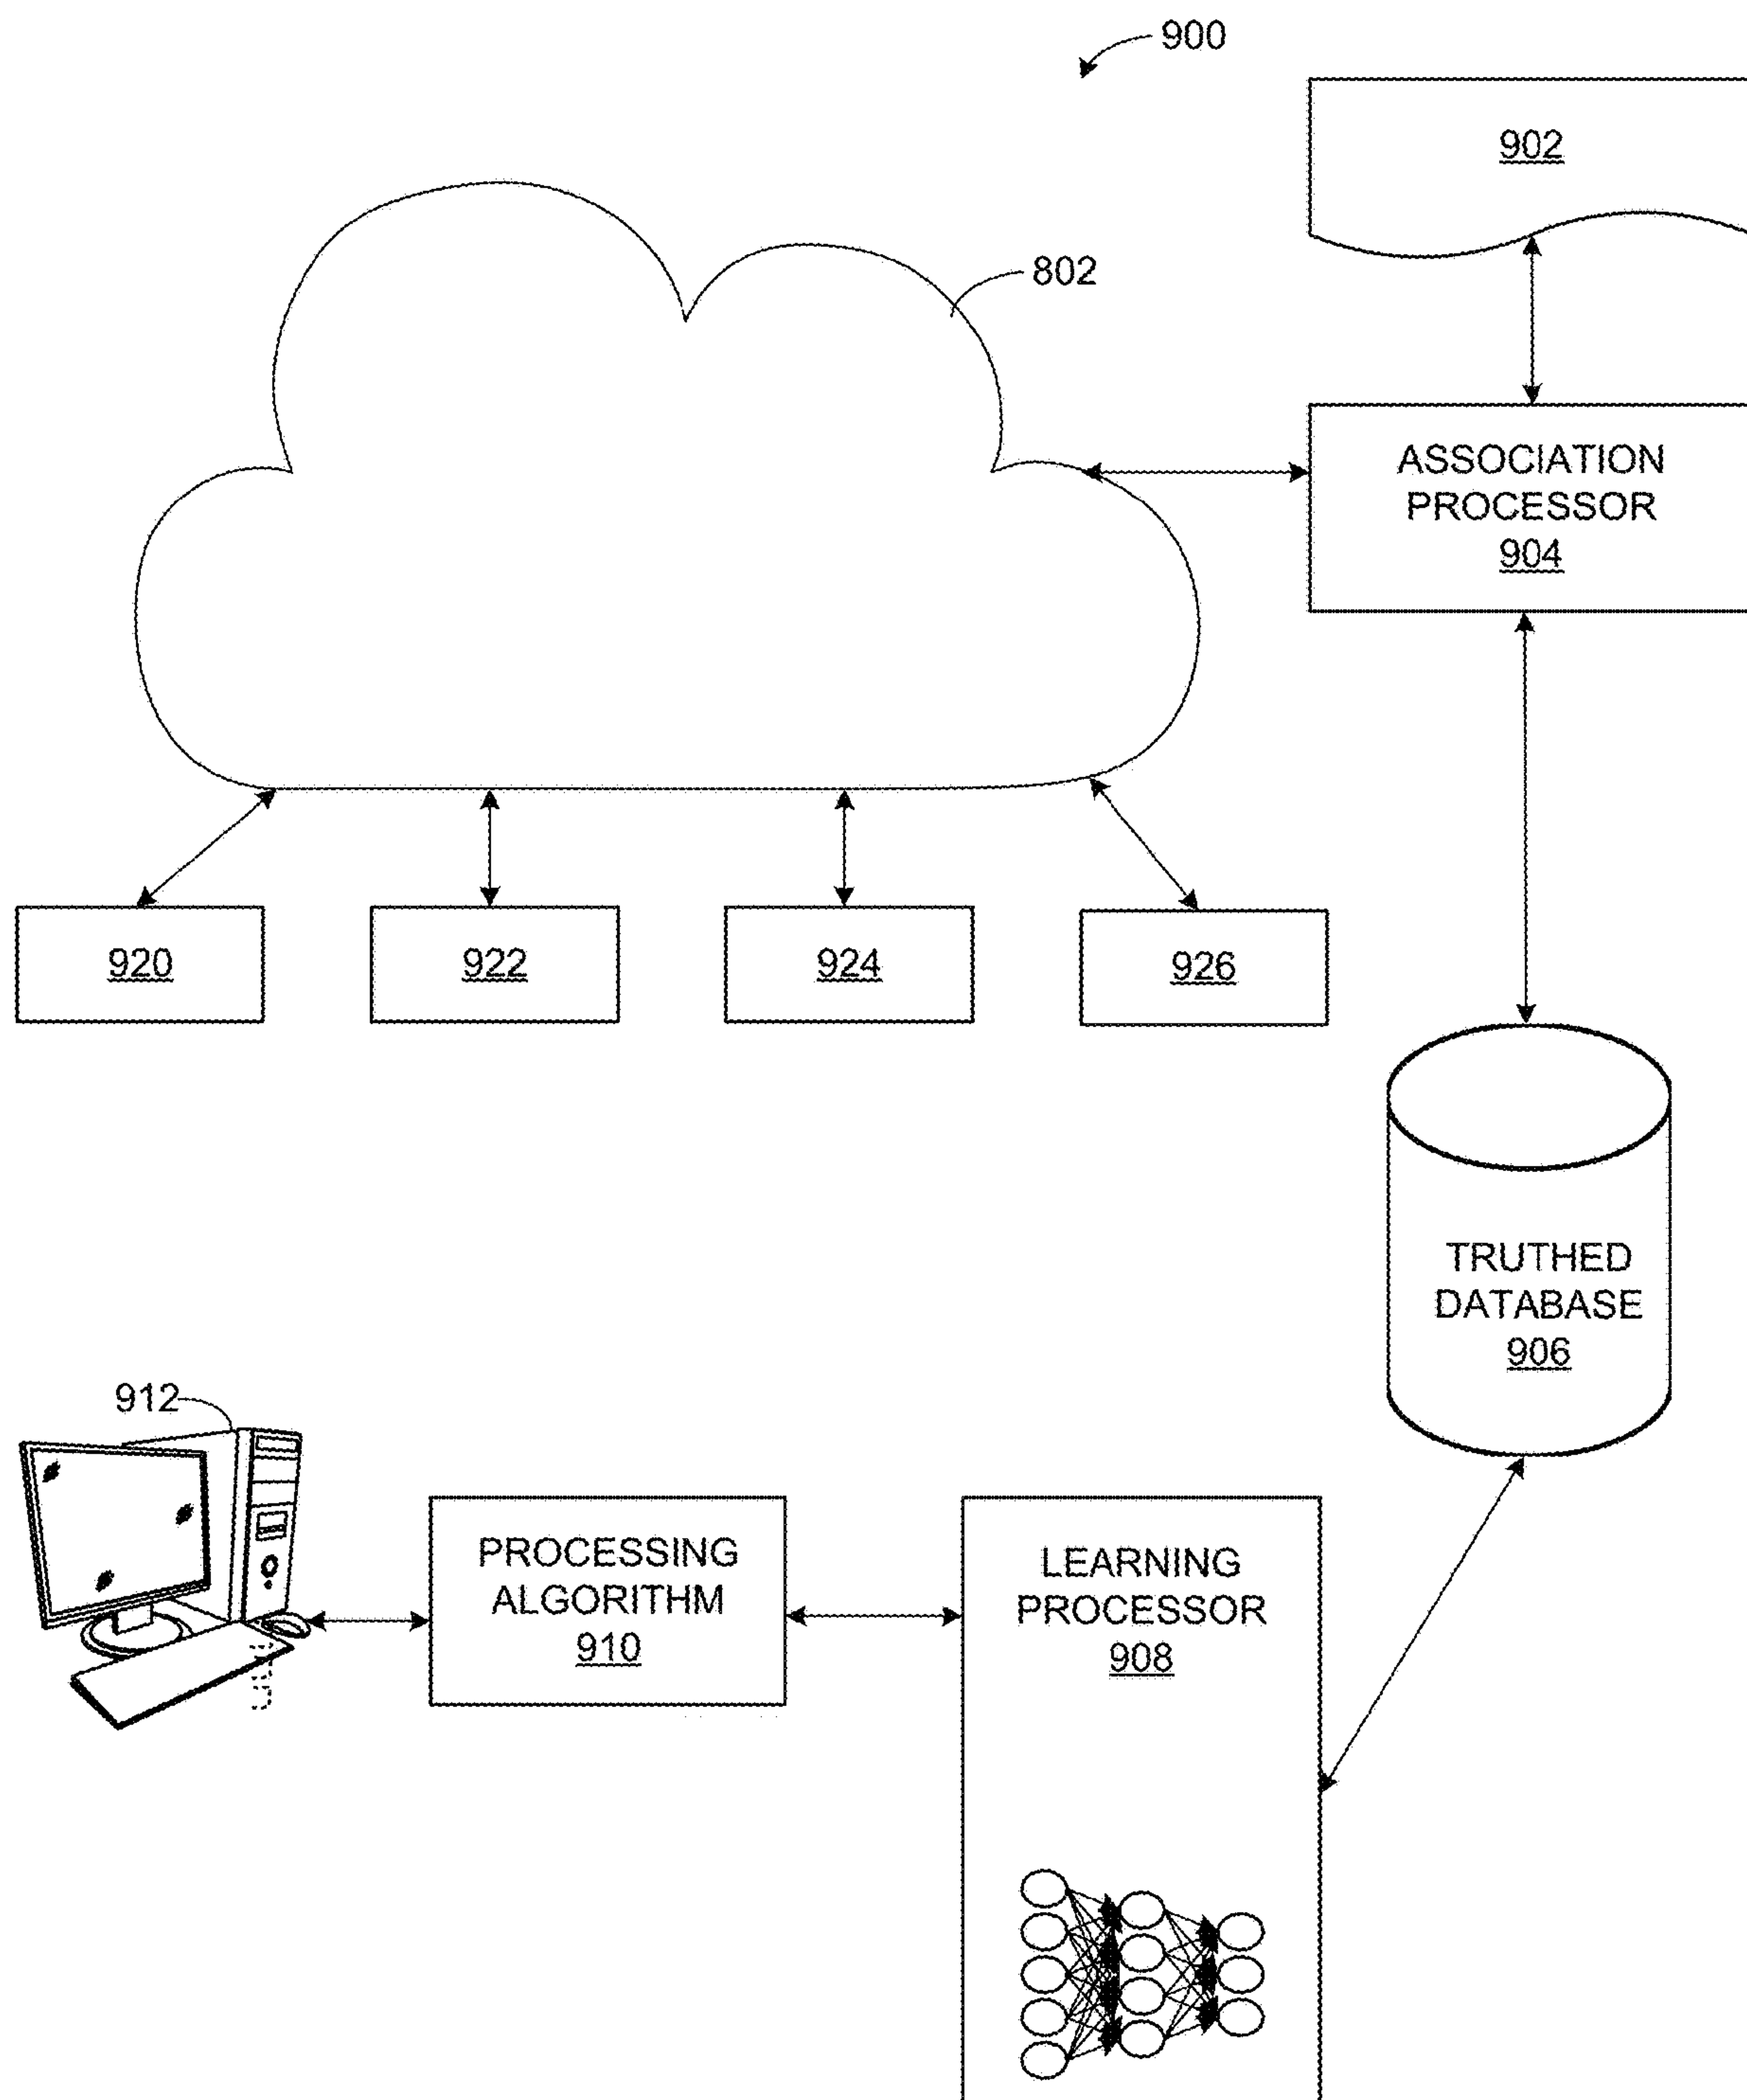 900
902
802
ASSOCIATION
PROCESSOR
904
920
922
924
926
TRUTHED
DATABASE
906
912
PROCESSING
ALGORITHM
910
LEARNING
PROCESSOR
908